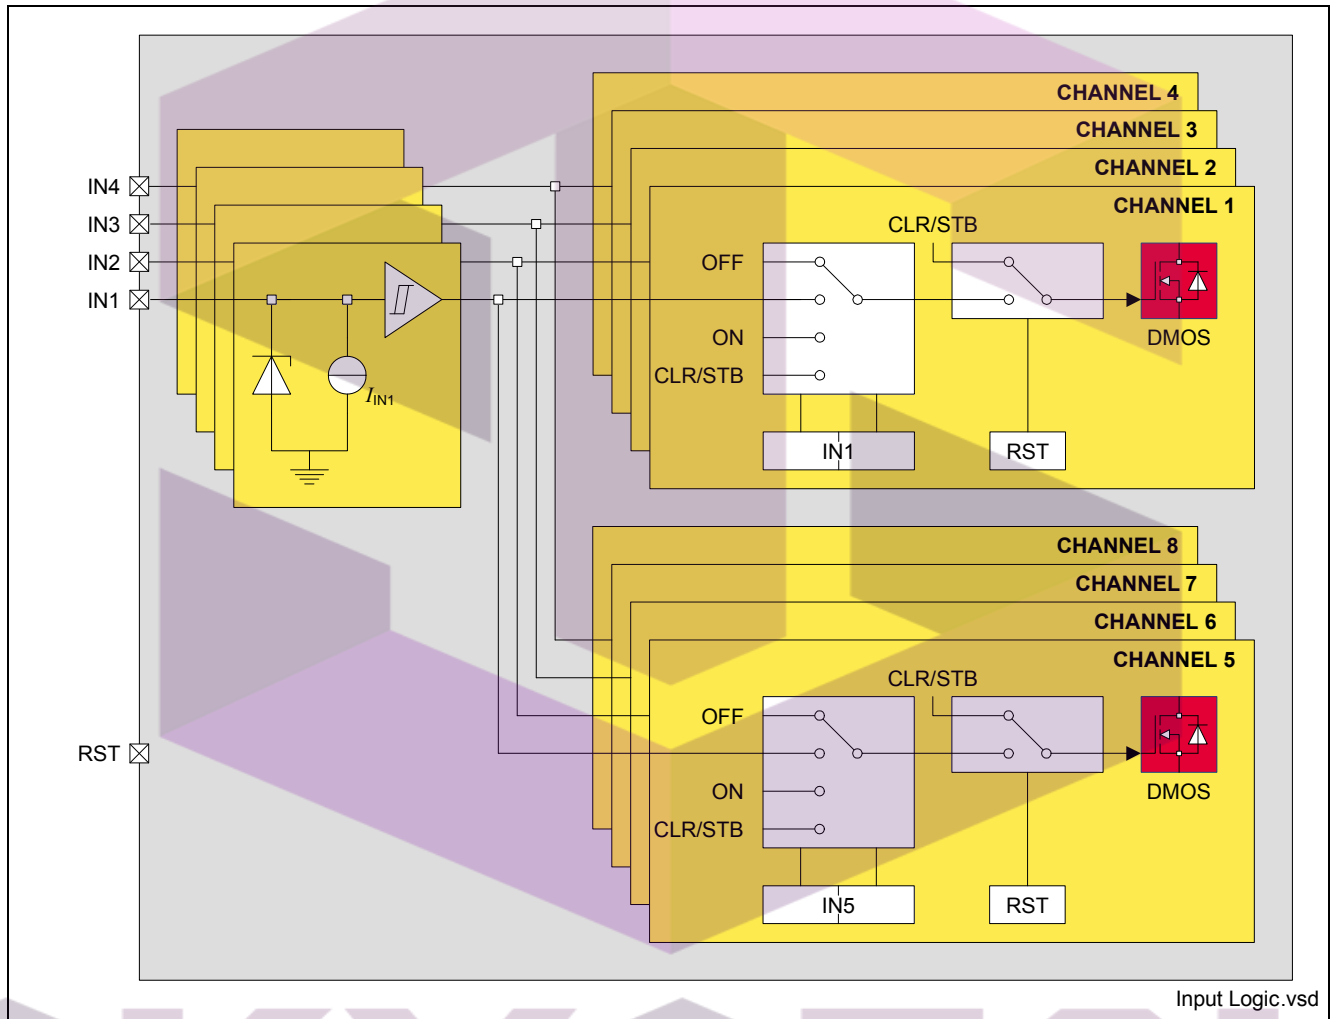 CHANNEL 4
CHANNEL 3
CHANNEL 2
CHANNEL 1
IN4
IN3
IN2
IN1
I IN1
CLR/STB
OFF
ON
CLR/STB
IN1
RST
DMOS
CHANNEL 8
CHANNEL 7
CHANNEL 6
CHANNEL 5
RST
CLR/STB
OFF
ON
CLR/STB
IN5
RST
DMOS
Input Logic.vsd